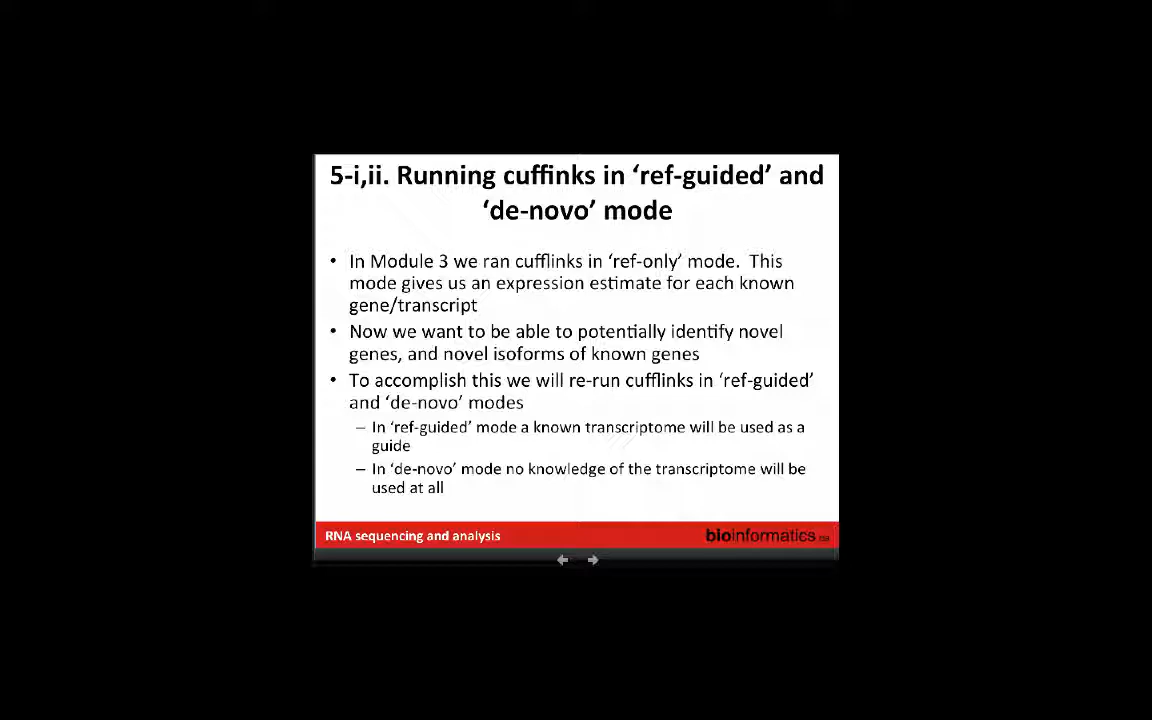 5-i,ii. Running cuffinks in ‘ref-guided’ and
‘de-novo’ mode
• In Module 3 we ran cufflinks in ‘ref-only’ mode.  This
mode gives us an expression estimate for each known
gene/transcript
• Now we want to be able to potentially identify novel
genes, and novel isoforms of known genes
• To accomplish this we will re-run cufflinks in ‘ref-guided’
and ‘de-novo’ modes
– In ‘ref-guided’ mode a known transcriptome will be used as a
guide
– In ‘de-novo’ mode no knowledge of the transcriptome will be
used at all
RNA sequencing and analysis
bioinformatics.ca